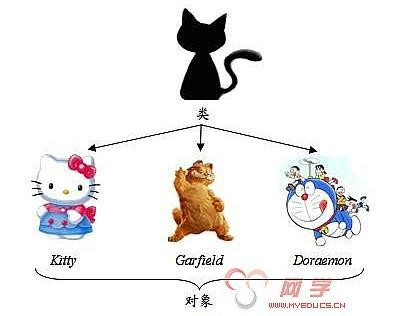 类
Kitty
Garfield
Doraemon
对象
网学
WWW.MYEDUCS.CN